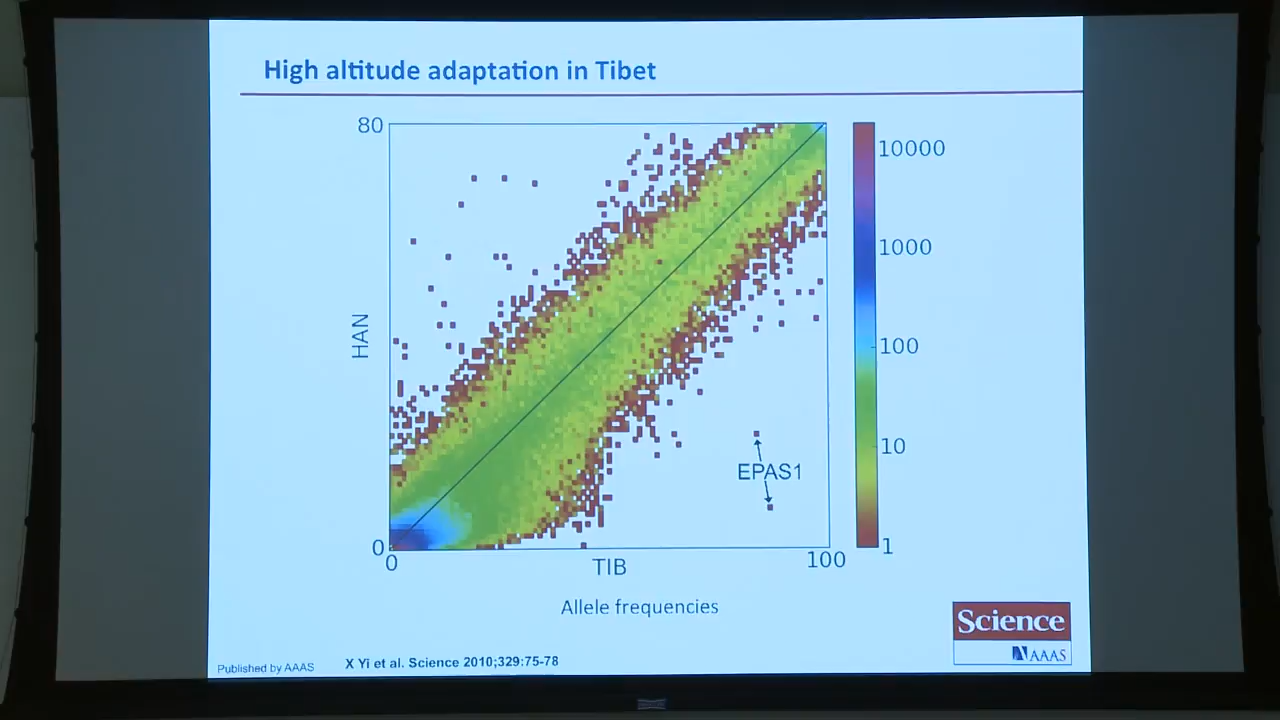 High altitude adaptation in Tibet
80
10000
1000
HAN
100
10
EPAS1
0
1
0
TIB
100
Allele frequencies
Science
AAAS
Published by AAAS
X Yi et al. Science 2010;329:75-78